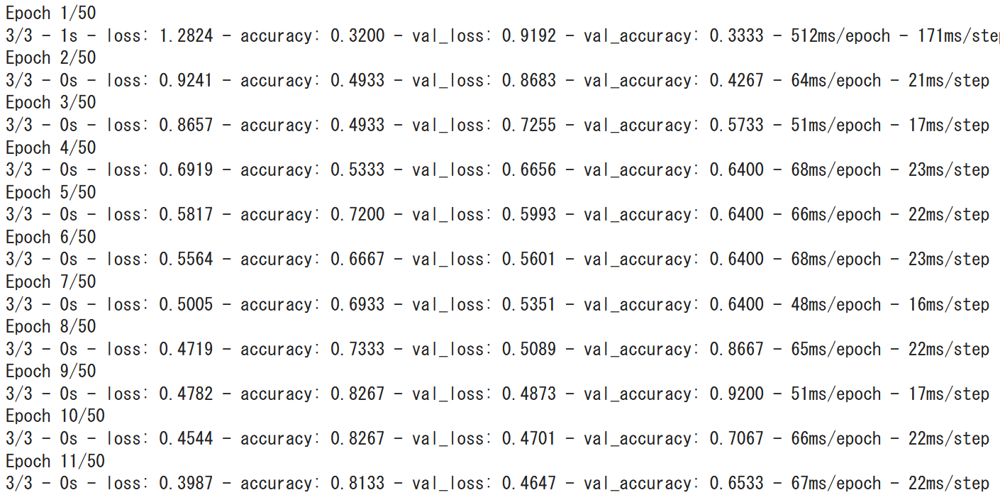 Epoch 1/50
3/3 - 1s - loss: 1.2824 - accuracy: 0.3200 - val_loss: 0.9192 - val_accuracy: 0.3333 - 512ms/epoch - 171ms/step
Epoch 2/50
3/3 - 0s - loss: 0.9241 - accuracy: 0.4933 - val_loss: 0.8683 - val_accuracy: 0.4267 - 64ms/epoch - 21ms/step
Epoch 3/50
3/3 - 0s - loss: 0.8657 - accuracy: 0.4933 - val_loss: 0.7255 - val_accuracy: 0.5733 - 51ms/epoch - 17ms/step
Epoch 4/50
3/3 - 0s - loss: 0.6919 - accuracy: 0.5333 - val_loss: 0.6656 - val_accuracy: 0.6400 - 68ms/epoch - 23ms/step
Epoch 5/50
3/3 - 0s - loss: 0.5817 - accuracy: 0.7200 - val_loss: 0.5993 - val_accuracy: 0.6400 - 66ms/epoch - 22ms/step
Epoch 6/50
3/3 - 0s - loss: 0.5564 - accuracy: 0.6667 - val_loss: 0.5601 - val_accuracy: 0.6400 - 68ms/epoch - 23ms/step
Epoch 7/50
3/3 - 0s - loss: 0.5005 - accuracy: 0.6933 - val_loss: 0.5351 - val_accuracy: 0.6400 - 48ms/epoch - 16ms/step
Epoch 8/50
3/3 - 0s - loss: 0.4719 - accuracy: 0.7333 - val_loss: 0.5089 - val_accuracy: 0.8667 - 65ms/epoch - 22ms/step
Epoch 9/50
3/3 - 0s - loss: 0.4782 - accuracy: 0.8267 - val_loss: 0.4873 - val_accuracy: 0.9200 - 51ms/epoch - 17ms/step
Epoch 10/50
3/3 - 0s - loss: 0.4544 - accuracy: 0.8267 - val_loss: 0.4701 - val_accuracy: 0.7067 - 66ms/epoch - 22ms/step
Epoch 11/50
3/3 - 0s - loss: 0.3987 - accuracy: 0.8133 - val_loss: 0.4647 - val_accuracy: 0.6533 - 67ms/epoch - 22ms/step